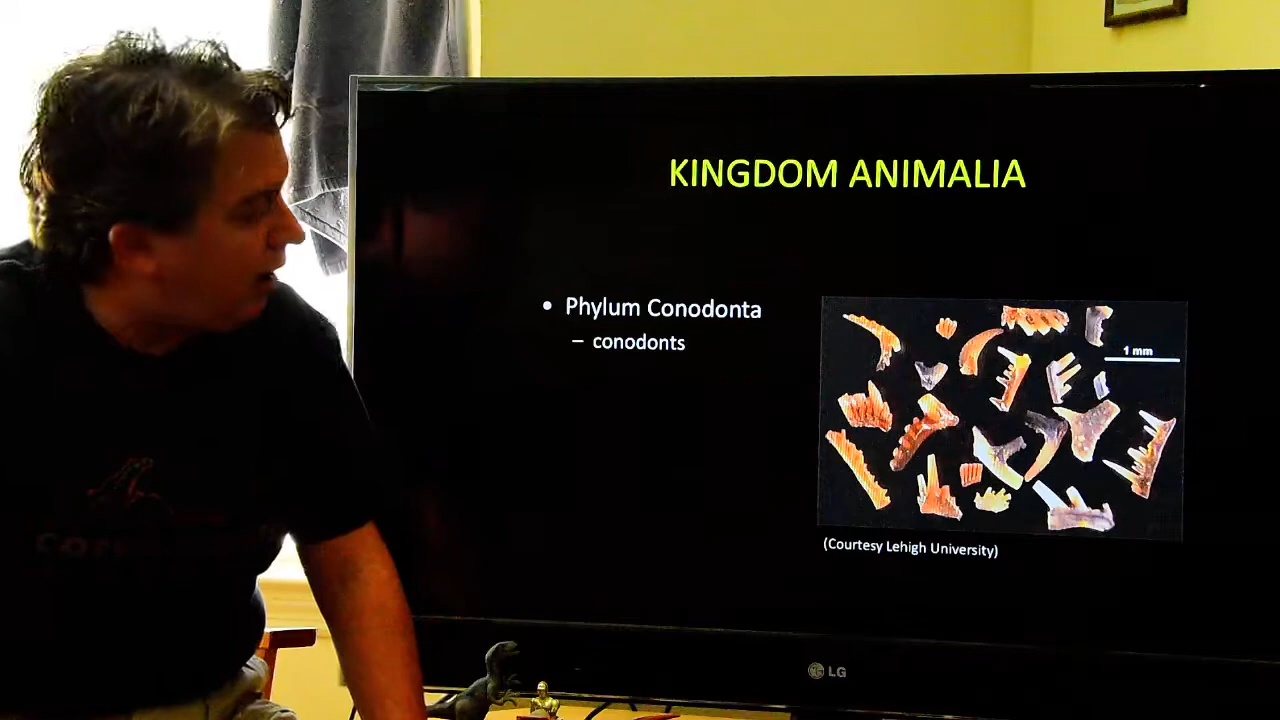 KINGDOM ANIMALIA
• Phylum Conodonta
– conodonts
1 mm
(Courtesy Lehigh University)
LG